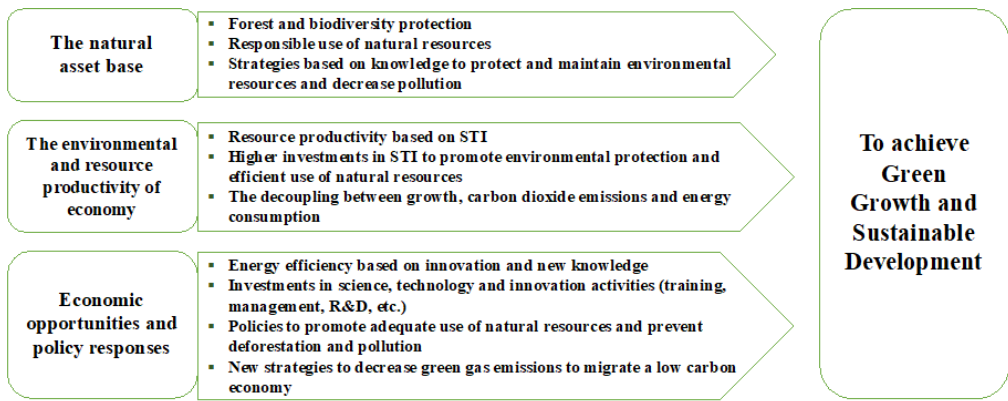 The natural
asset base
▪ Forest and biodiversity protection
▪ Responsible use of natural resources
▪ Strategies based on knowledge to protect and maintain environmental
resources and decrease pollution
The environmental
and resource
productivity of
economy
▪ Resource productivity based on STI
▪ Higher investments in STI to promote environmental protection and
efficient use of natural resources
▪ The decoupling between growth, carbon dioxide emissions and energy
consumption
Economic
opportunities and
policy responses
▪ Energy efficiency based on innovation and new knowledge
▪ Investments in science, technology and innovation activities (training,
management, R&D, etc.)
▪ Policies to promote adequate use of natural resources and prevent
deforestation and pollution
▪ New strategies to decrease green gas emissions to migrate a low carbon
economy
To achieve
Green
Growth and
Sustainable
Development